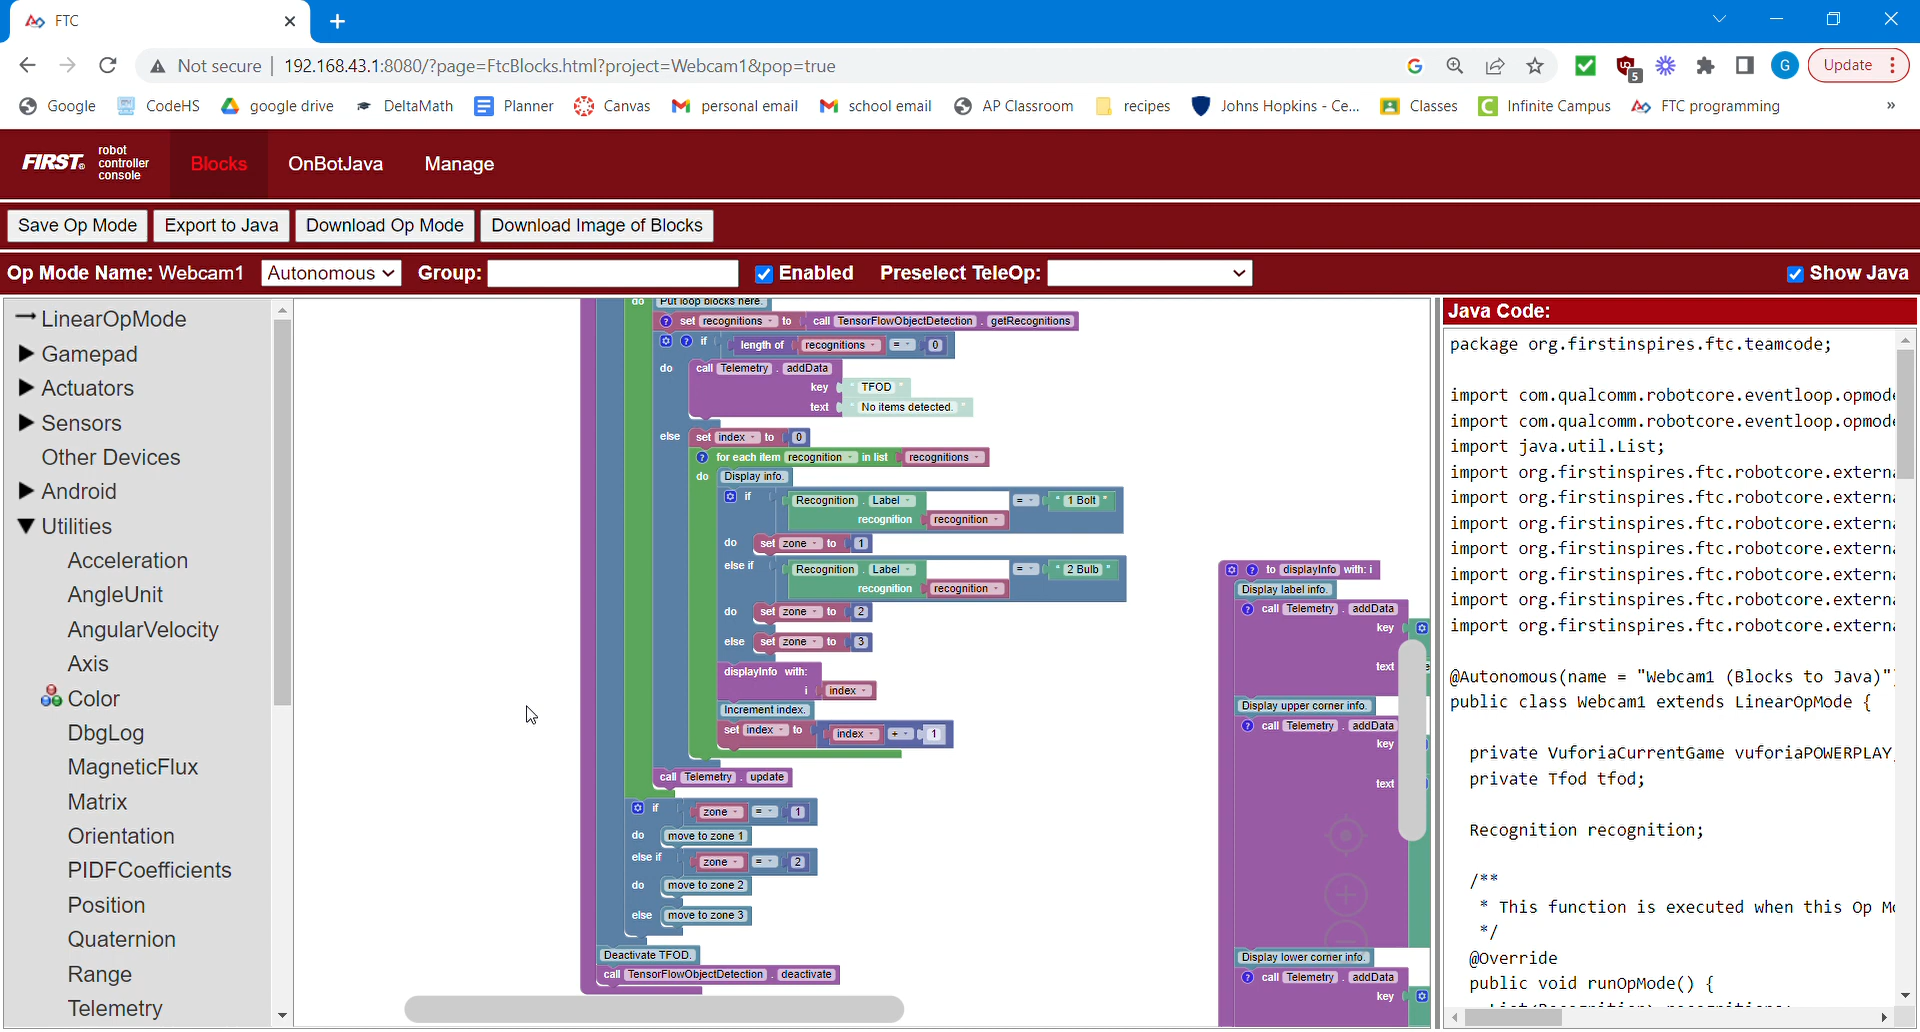 FTC
Not secure | 192.168.43.1:8080/?page=FtcBlocks.html?project=Webcam1&pop=true
5
G
Update
Google CodeHS google drive DeltaMath Planner Canvas personal email school email AP Classroom recipes Johns Hopkins - Ce... Classes Infinite Campus FTC programming »
FIRST® robot controller console
Blocks OnBotJava Manage
Save Op Mode Export to Java Download Op Mode Download Image of Blocks
Op Mode Name: Webcam1 Autonomous Group: Enabled Preselect TeleOp: Show Java
LinearOpMode
Gamepad
Actuators
Sensors
Other Devices
Android
Utilities
Acceleration
AngleUnit
AngularVelocity
Axis
Color
DbgLog
MagneticFlux
Matrix
Orientation
PIDFCoefficients
Position
Quaternion
Range
Telemetry
do Put loop blocks here.
set recognitions to call TensorFlowObjectDetection . getRecognitions
if length of recognitions = 0
do call Telemetry . addData
key " TFOD "
text " No items detected. "
else set index to 0
for each item recognition in list recognitions
do Display info.
if Recognition . Label = " 1 Bolt "
recognition recognition
do set zone to 1
else if Recognition . Label = " 2 Bulb "
recognition recognition
do set zone to 2
else set zone to 3
displayInfo with:
i index
Increment index.
set index to index + 1
call Telemetry . update
if zone = 1
do move to zone 1
else if zone = 2
do move to zone 2
else move to zone 3
Deactivate TFOD.
call TensorFlowObjectDetection . deactivate
to displayInfo with: i
Display label info.
call Telemetry . addData
key
text
Display upper corner info.
call Telemetry . addData
key
text
Display lower corner info.
call Telemetry . addData
key
Java Code:
package org.firstinspires.ftc.teamcode;
import com.qualcomm.robotcore.eventloop.opmode
import com.qualcomm.robotcore.eventloop.opmode
import java.util.List;
import org.firstinspires.ftc.robotcore.externa
import org.firstinspires.ftc.robotcore.externa
import org.firstinspires.ftc.robotcore.externa
import org.firstinspires.ftc.robotcore.externa
import org.firstinspires.ftc.robotcore.externa
import org.firstinspires.ftc.robotcore.externa
import org.firstinspires.ftc.robotcore.externa
@Autonomous(name = "Webcam1 (Blocks to Java)"
public class Webcam1 extends LinearOpMode {
private VuforiaCurrentGame vuforiaPOWERPLAY
private Tfod tfod;
Recognition recognition;
/**
* This function is executed when this Op Mo
*/
@Override
public void runOpMode() {